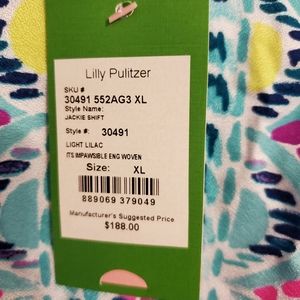 Lilly Pulitzer
SKU #
30491 552AG3 XL
Style Name:
JACKIE SHIFT
Style #: 30491
LIGHT LILAC
ITS IMPAWSIBLE ENG WOVEN
Size: XL
889069 379049
Manufacturer's Suggested Price
$188.00